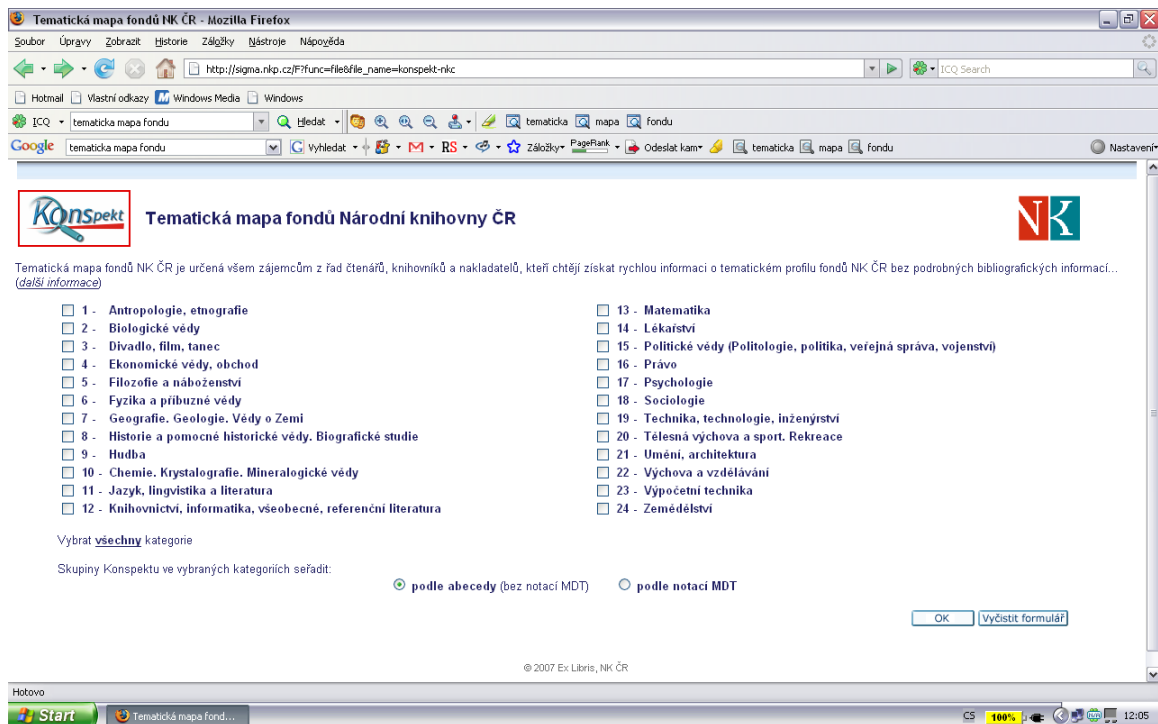 Tematická mapa fondů NK ČR - Mozilla Firefox
Soubor Úpravy Zobrazit Historie Záložky Nástroje Nápověda
http://sigma.nkp.cz/F?func=file&file_name=konspekt-nkc ICQ Search
Hotmail Vlastní odkazy Windows Media Windows
ICQ tematicka mapa fondu Hledat tematicka mapa fondu
Google tematicka mapa fondu Vyhledat RS Záložky PageRank Odeslat kam tematicka mapa fondu Nastavení
Konspekt Tematická mapa fondů Národní knihovny ČR NK
Tematická mapa fondů NK ČR je určená všem zájemcům z řad čtenářů, knihovníků a nakladatelů, kteří chtějí získat rychlou informaci o tematickém profilu fondů NK ČR bez podrobných bibliografických informací...
(další informace)
1 - Antropologie, etnografie
2 - Biologické vědy
3 - Divadlo, film, tanec
4 - Ekonomické vědy, obchod
5 - Filozofie a náboženství
6 - Fyzika a příbuzné vědy
7 - Geografie. Geologie. Vědy o Zemi
8 - Historie a pomocné historické vědy. Biografické studie
9 - Hudba
10 - Chemie. Krystalografie. Mineralogické vědy
11 - Jazyk, lingvistika a literatura
12 - Knihovnictví, informatika, všeobecné, referenční literatura
13 - Matematika
14 - Lékařství
15 - Politické vědy (Politologie, politika, veřejná správa, vojenství)
16 - Právo
17 - Psychologie
18 - Sociologie
19 - Technika, technologie, inženýrství
20 - Tělesná výchova a sport. Rekreace
21 - Umění, architektura
22 - Výchova a vzdělávání
23 - Výpočetní technika
24 - Zemědělství
Vybrat všechny kategorie
Skupiny Konspektu ve vybraných kategoriích seřadit:
podle abecedy (bez notací MDT) podle notací MDT
OK Vyčistit formulář
© 2007 Ex Libris, NK ČR
Hotovo
Start Tematická mapa fond... CS 100% 12:05